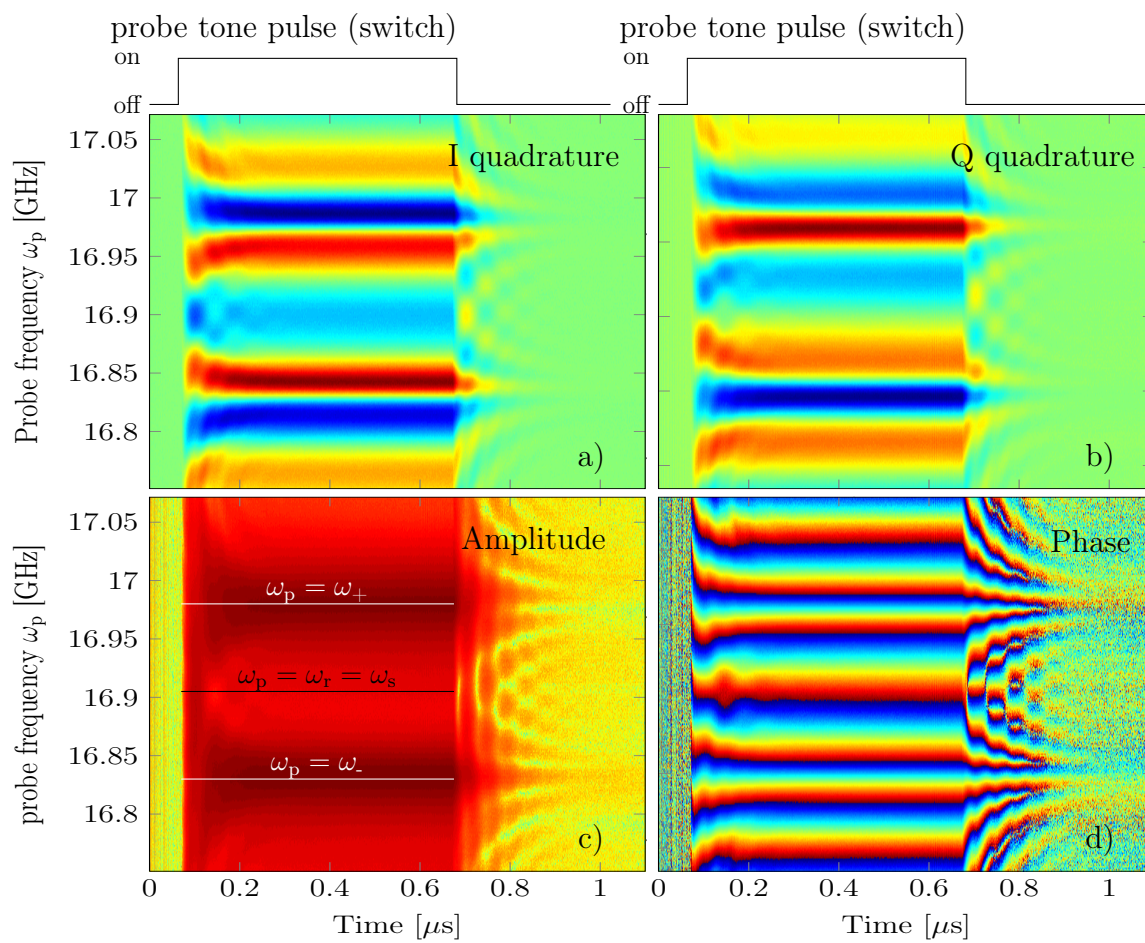 probe tone pulse (switch)
probe tone pulse (switch)
on
off
on
off
Probe frequency ωp [GHz]
17.05
17
16.95
16.9
16.85
16.8
I quadrature
a)
Q quadrature
b)
probe frequency ωp [GHz]
17.05
17
16.95
16.9
16.85
16.8
Amplitude
ωp = ω+
ωp = ωr = ωs
ωp = ω-
c)
Phase
d)
0
0.2
0.4
0.6
0.8
1
Time [μs]
0
0.2
0.4
0.6
0.8
1
Time [μs]